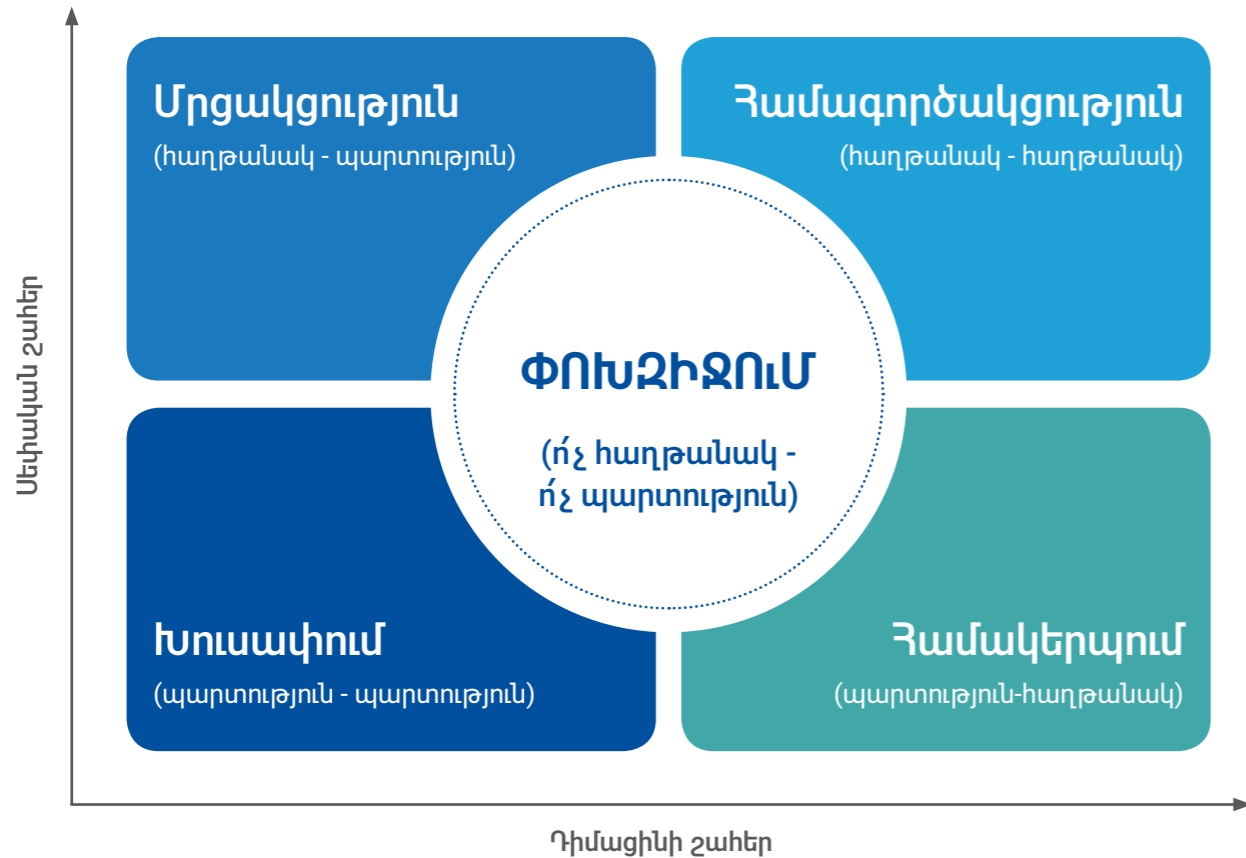 Մրցակցություն
(հաղթանակ - պարտություն)
Համագործակցություն
(հաղթանակ - հաղթանակ)
Սեփական շահեր
ՓՈԽԶԻՋՈՒՄ
(ո՛չ հաղթանակ -
ո՛չ պարտություն)
Խուսափում
(պարտություն - պարտություն)
Համակերպում
(պարտություն-հաղթանակ)
Դիմացինի շահեր